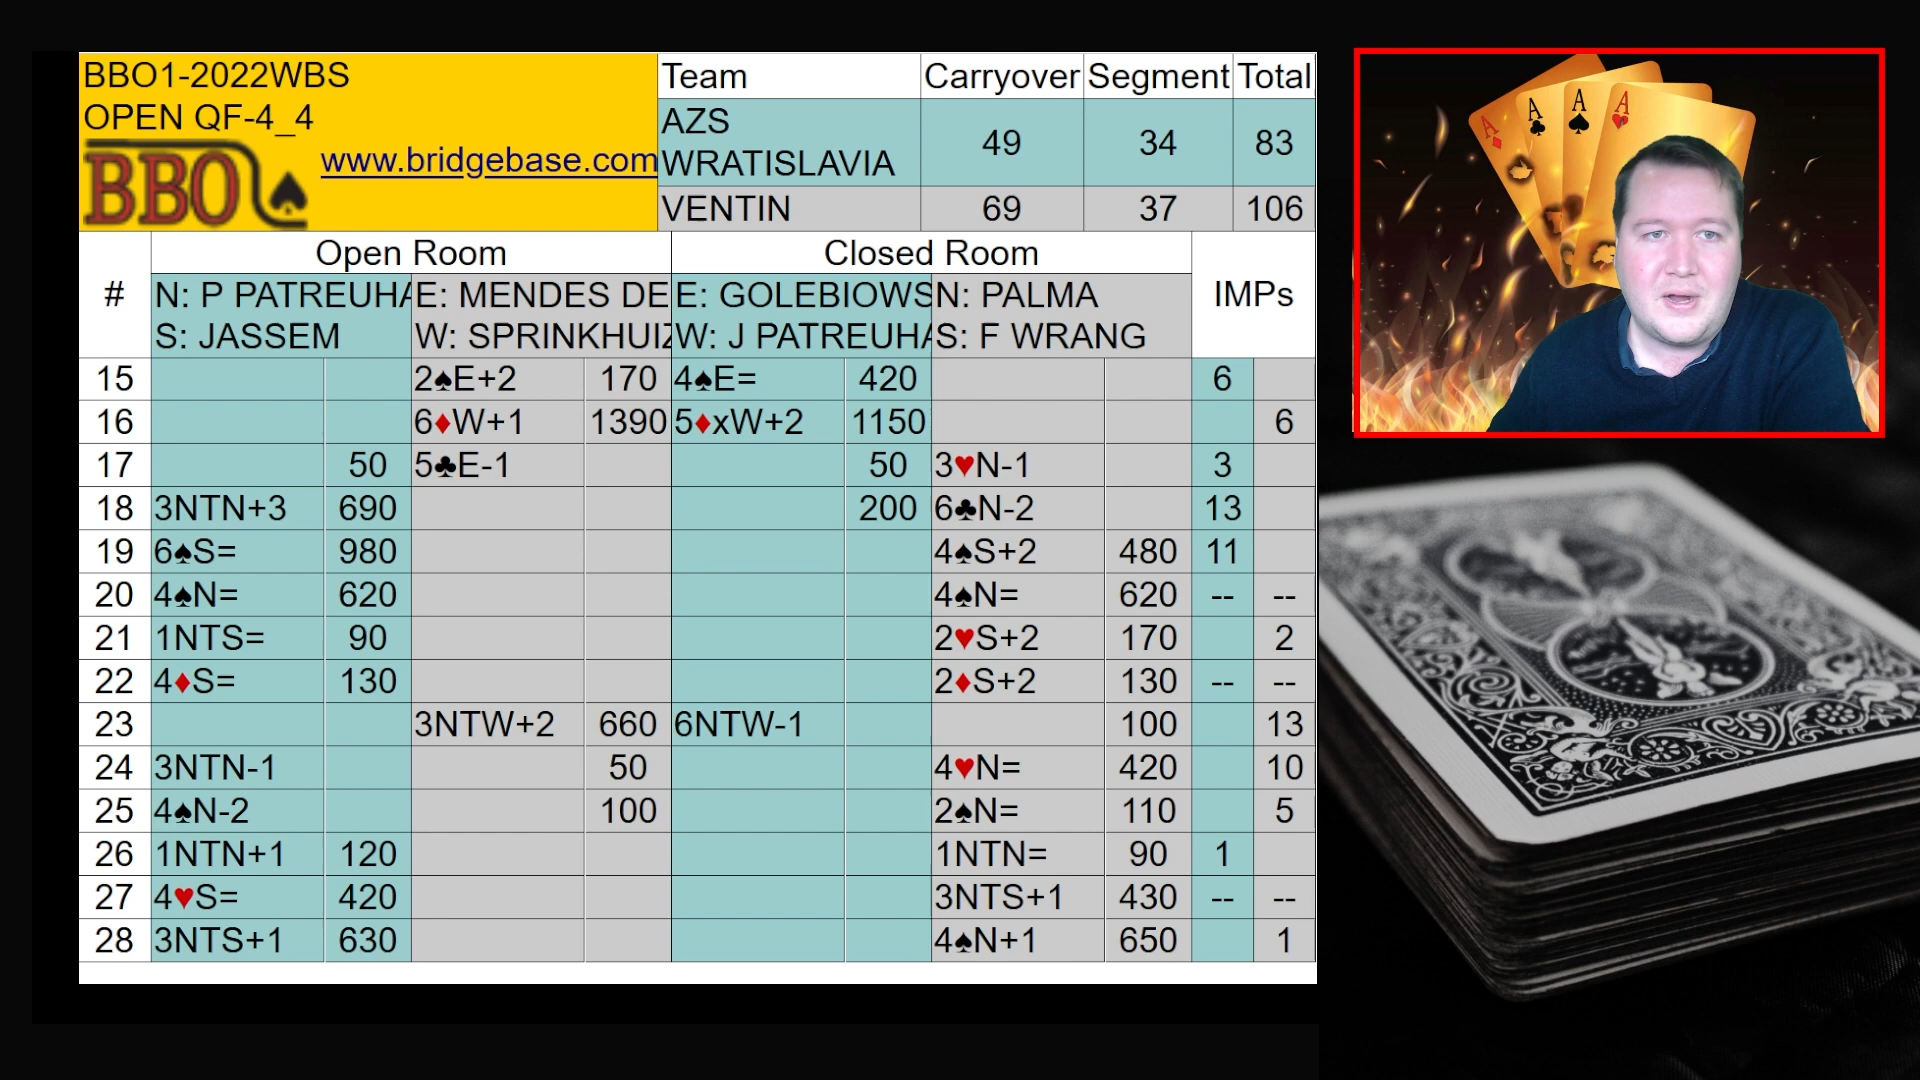 BBO1-2022WBS
OPEN QF-4_4
BBO
www.bridgebase.com
Team Carryover Segment Total
AZS WRATISLAVIA 49 34 83
VENTIN 69 37 106
# Open Room Closed Room IMPs
N: P PATREUHA E: MENDES DE E: GOLEBIOWS N: PALMA
S: JASSEM W: SPRINKHUIZ W: J PATREUHA S: F WRANG
15 2♠E+2 170 4♠E= 420 6
16 6♦W+1 1390 5♦xW+2 1150 6
17 50 5♣E-1 50 3♥N-1 3
18 3NTN+3 690 200 6♣N-2 13
19 6♠S= 980 4♠S+2 480 11
20 4♠N= 620 4♠N= 620 -- --
21 1NTS= 90 2♥S+2 170 2
22 4♦S= 130 2♦S+2 130 -- --
23 3NTW+2 660 6NTW-1 100 13
24 3NTN-1 50 4♥N= 420 10
25 4♠N-2 100 2♠N= 110 5
26 1NTN+1 120 1NTN= 90 1
27 4♥S= 420 3NTS+1 430 -- --
28 3NTS+1 630 4♠N+1 650 1
A A A A